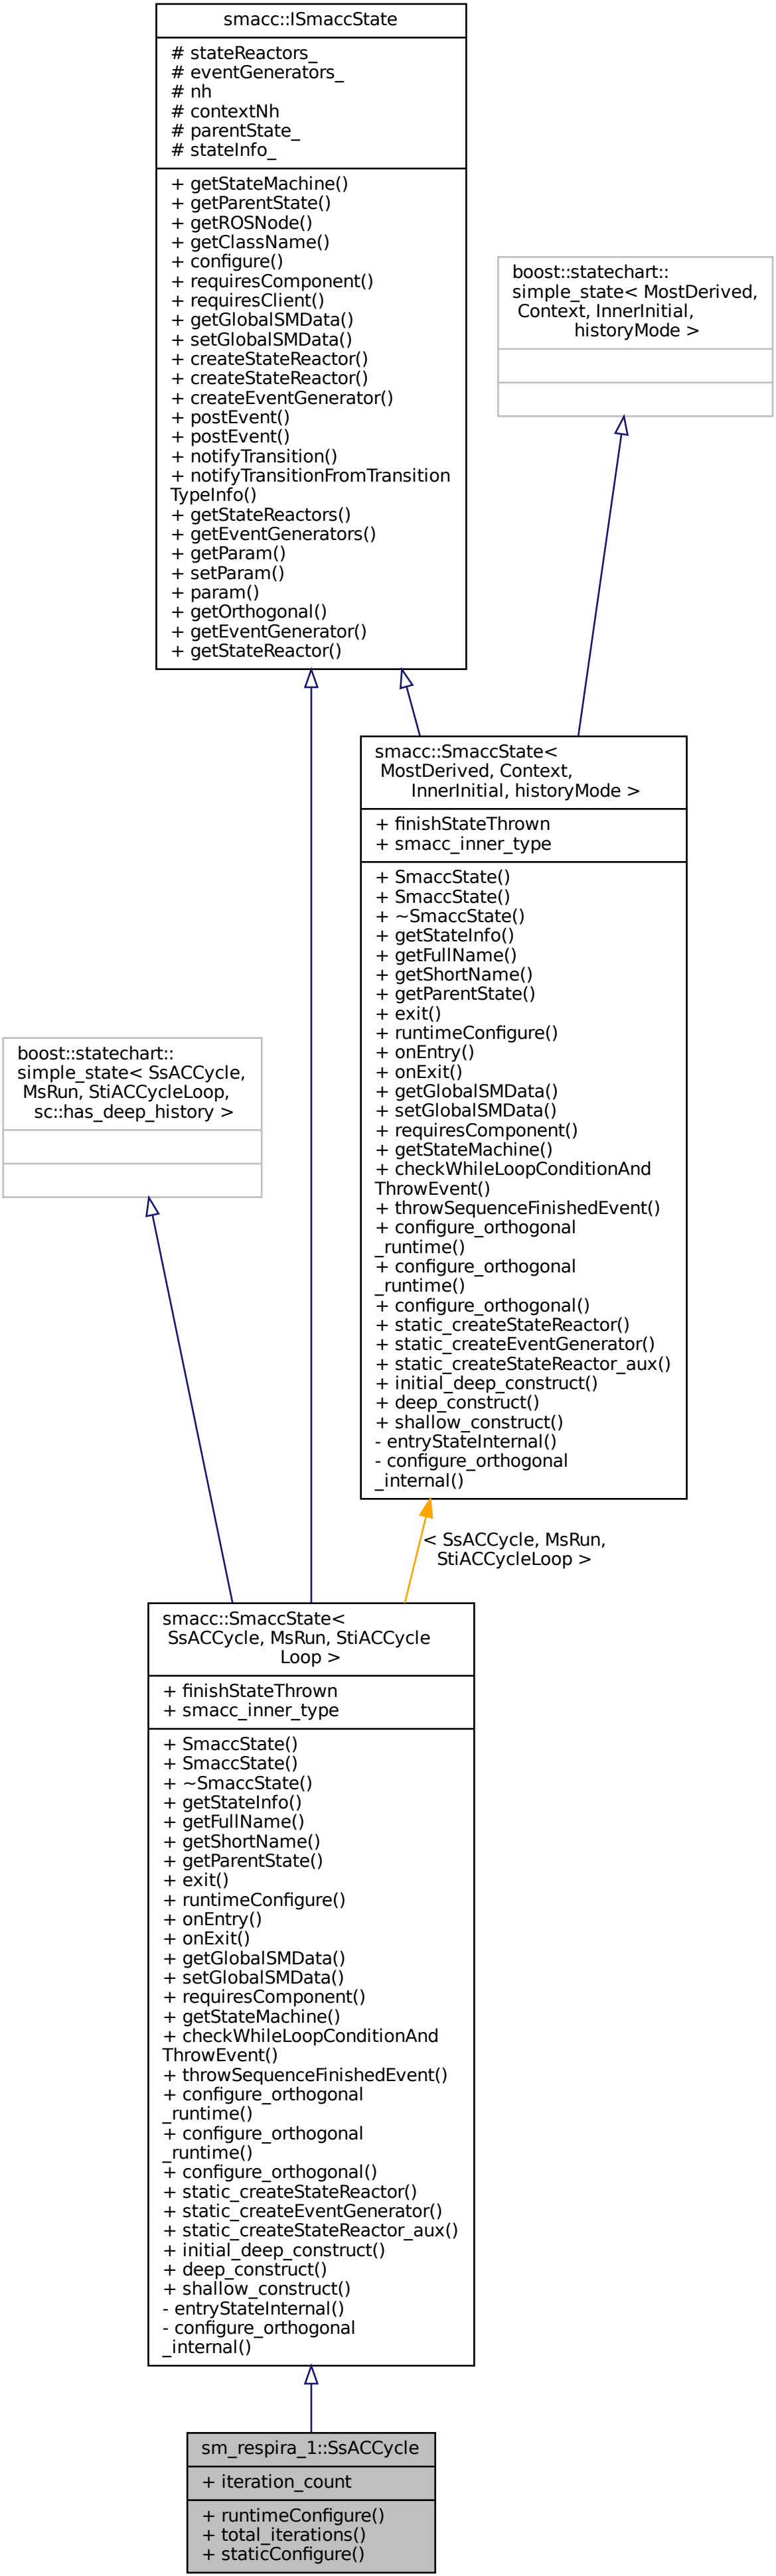 smacc::ISmaccState
# stateReactors_
# eventGenerators_
# nh
# contextNh
# parentState_
# stateInfo_
+ getStateMachine()
+ getParentState()
+ getROSNode()
+ getClassName()
+ configure()
+ requiresComponent()
+ requiresClient()
+ getGlobalSMData()
+ setGlobalSMData()
+ createStateReactor()
+ createStateReactor()
+ createEventGenerator()
+ postEvent()
+ postEvent()
+ notifyTransition()
+ notifyTransitionFromTransition
TypeInfo()
+ getStateReactors()
+ getEventGenerators()
+ getParam()
+ setParam()
+ param()
+ getOrthogonal()
+ getEventGenerator()
+ getStateReactor()
boost::statechart::
simple_state< MostDerived,
Context, InnerInitial,
historyMode >
smacc::SmaccState<
MostDerived, Context,
InnerInitial, historyMode >
+ finishStateThrown
+ smacc_inner_type
+ SmaccState()
+ SmaccState()
+ ~SmaccState()
+ getStateInfo()
+ getFullName()
+ getShortName()
+ getParentState()
+ exit()
+ runtimeConfigure()
+ onEntry()
+ onExit()
+ getGlobalSMData()
+ setGlobalSMData()
+ requiresComponent()
+ getStateMachine()
+ checkWhileLoopConditionAnd
ThrowEvent()
+ throwSequenceFinishedEvent()
+ configure_orthogonal
_runtime()
+ configure_orthogonal
_runtime()
+ configure_orthogonal()
+ static_createStateReactor()
+ static_createEventGenerator()
+ static_createStateReactor_aux()
+ initial_deep_construct()
+ deep_construct()
+ shallow_construct()
- entryStateInternal()
- configure_orthogonal
_internal()
boost::statechart::
simple_state< SsACCycle,
MsRun, StiACCycleLoop,
sc::has_deep_history >
< SsACCycle, MsRun,
StiACCycleLoop >
smacc::SmaccState<
SsACCycle, MsRun, StiACCycle
Loop >
+ finishStateThrown
+ smacc_inner_type
+ SmaccState()
+ SmaccState()
+ ~SmaccState()
+ getStateInfo()
+ getFullName()
+ getShortName()
+ getParentState()
+ exit()
+ runtimeConfigure()
+ onEntry()
+ onExit()
+ getGlobalSMData()
+ setGlobalSMData()
+ requiresComponent()
+ getStateMachine()
+ checkWhileLoopConditionAnd
ThrowEvent()
+ throwSequenceFinishedEvent()
+ configure_orthogonal
_runtime()
+ configure_orthogonal
_runtime()
+ configure_orthogonal()
+ static_createStateReactor()
+ static_createEventGenerator()
+ static_createStateReactor_aux()
+ initial_deep_construct()
+ deep_construct()
+ shallow_construct()
- entryStateInternal()
- configure_orthogonal
_internal()
sm_respira_1::SsACCycle
+ iteration_count
+ runtimeConfigure()
+ total_iterations()
+ staticConfigure()